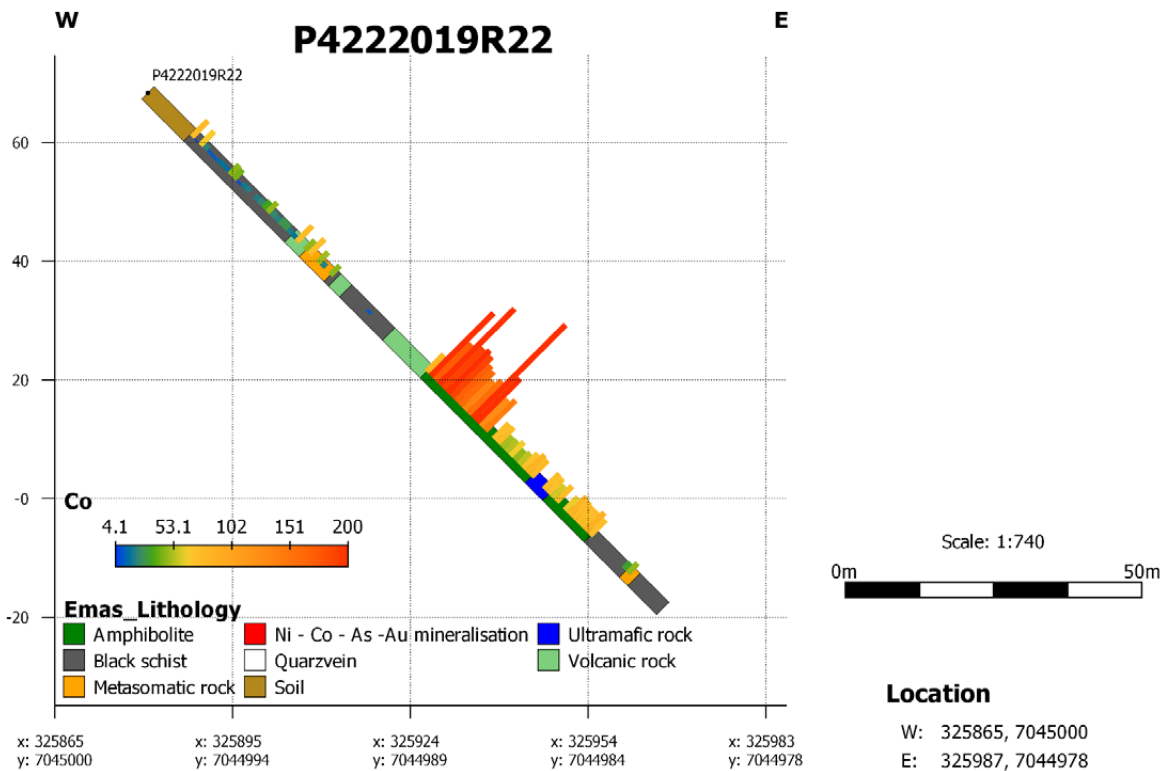 W
E
P4222019R22
P4222019R22
60
40
20
-0
-20
Co
4.1 53.1 102 151 200
Emas_Lithology
Amphibolite
Ni - Co - As -Au mineralisation
Ultramafic rock
Black schist
Quarzvein
Volcanic rock
Metasomatic rock
Soil
Scale: 1:740
0m 50m
x: 325865 x: 325895 x: 325924 x: 325954 x: 325983
y: 7045000 y: 7044994 y: 7044989 y: 7044984 y: 7044978
Location
W: 325865, 7045000
E: 325987, 7044978